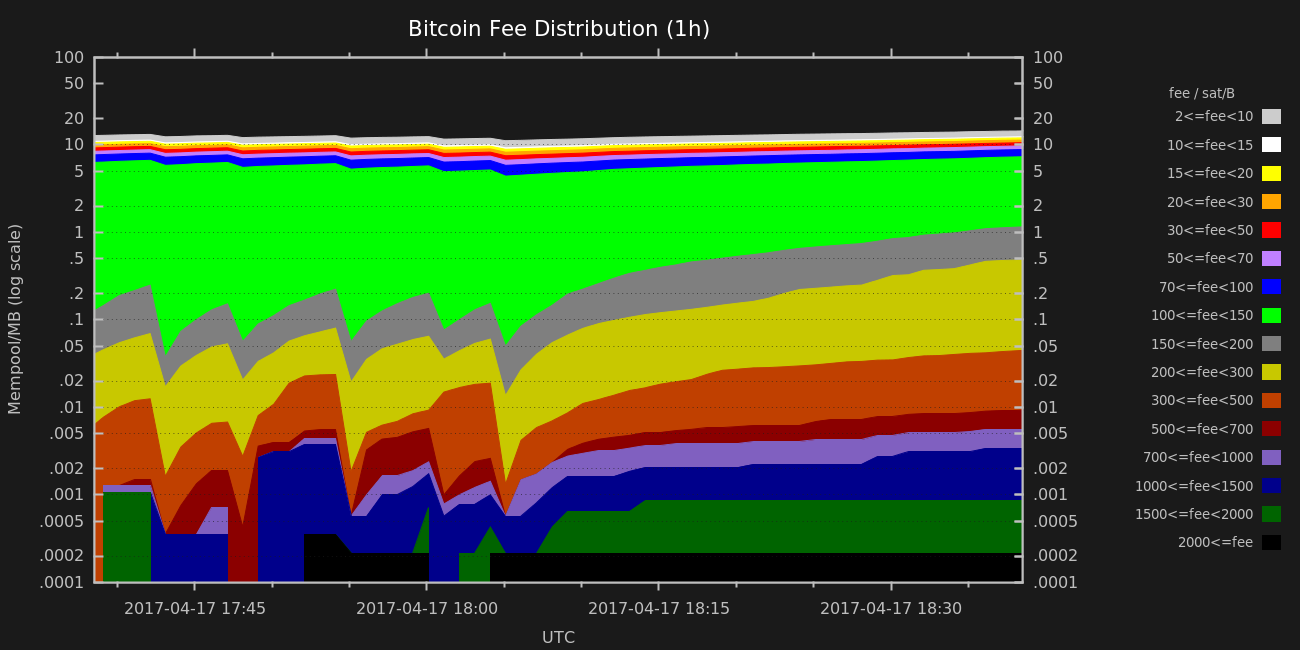 Bitcoin Fee Distribution (1h)
100 100
50 50
fee / sat/B
20 20
2<=fee<10
10 10
10<=fee<15
5 5
15<=fee<20
2 2
20<=fee<30
1 1
30<=fee<50
.5 .5
50<=fee<70
.2 .2
70<=fee<100
.1 .1
100<=fee<150
.05 .05
150<=fee<200
.02 .02
200<=fee<300
.01 .01
300<=fee<500
.005 .005
500<=fee<700
.002 .002
700<=fee<1000
.001 .001
1000<=fee<1500
.0005 .0005
1500<=fee<2000
.0002 .0002
2000<=fee
.0001 .0001
Mempool/MB (log scale)
2017-04-17 17:45 2017-04-17 18:00 2017-04-17 18:15 2017-04-17 18:30
UTC